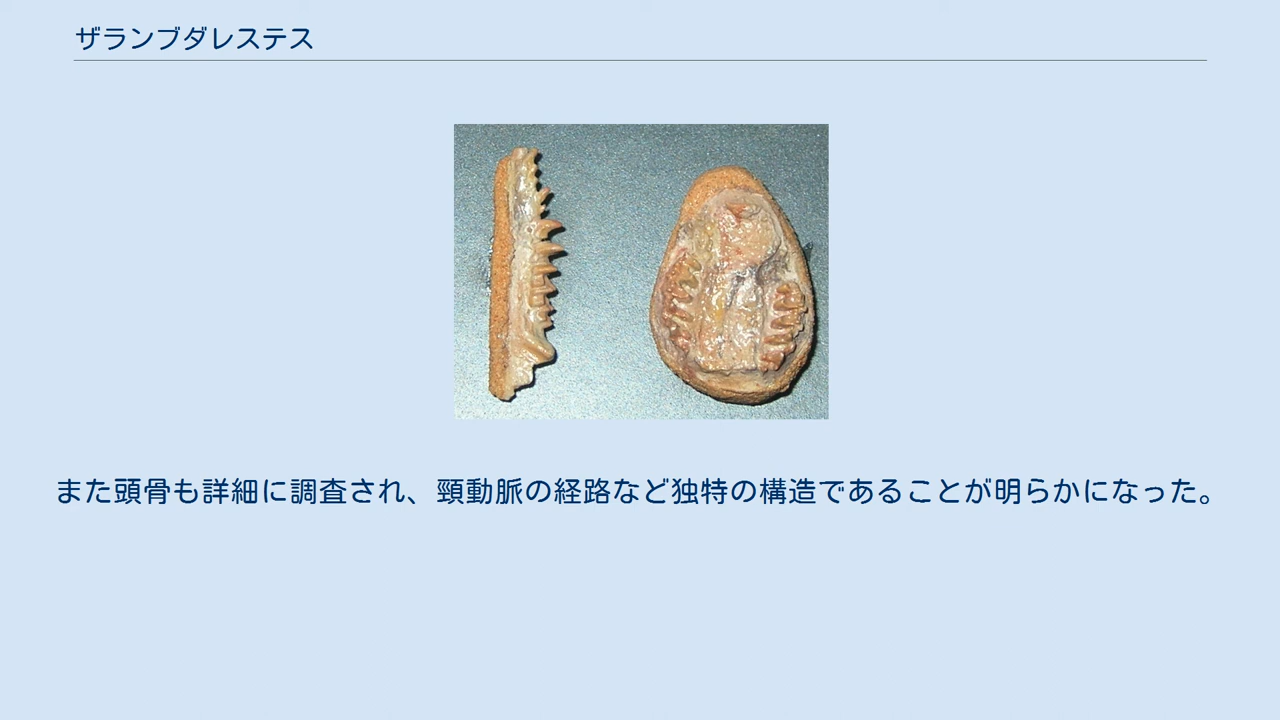 ザランブダレステス
また頭骨も詳細に調査され、頸動脈の経路など独特の構造であることが明らかになった。